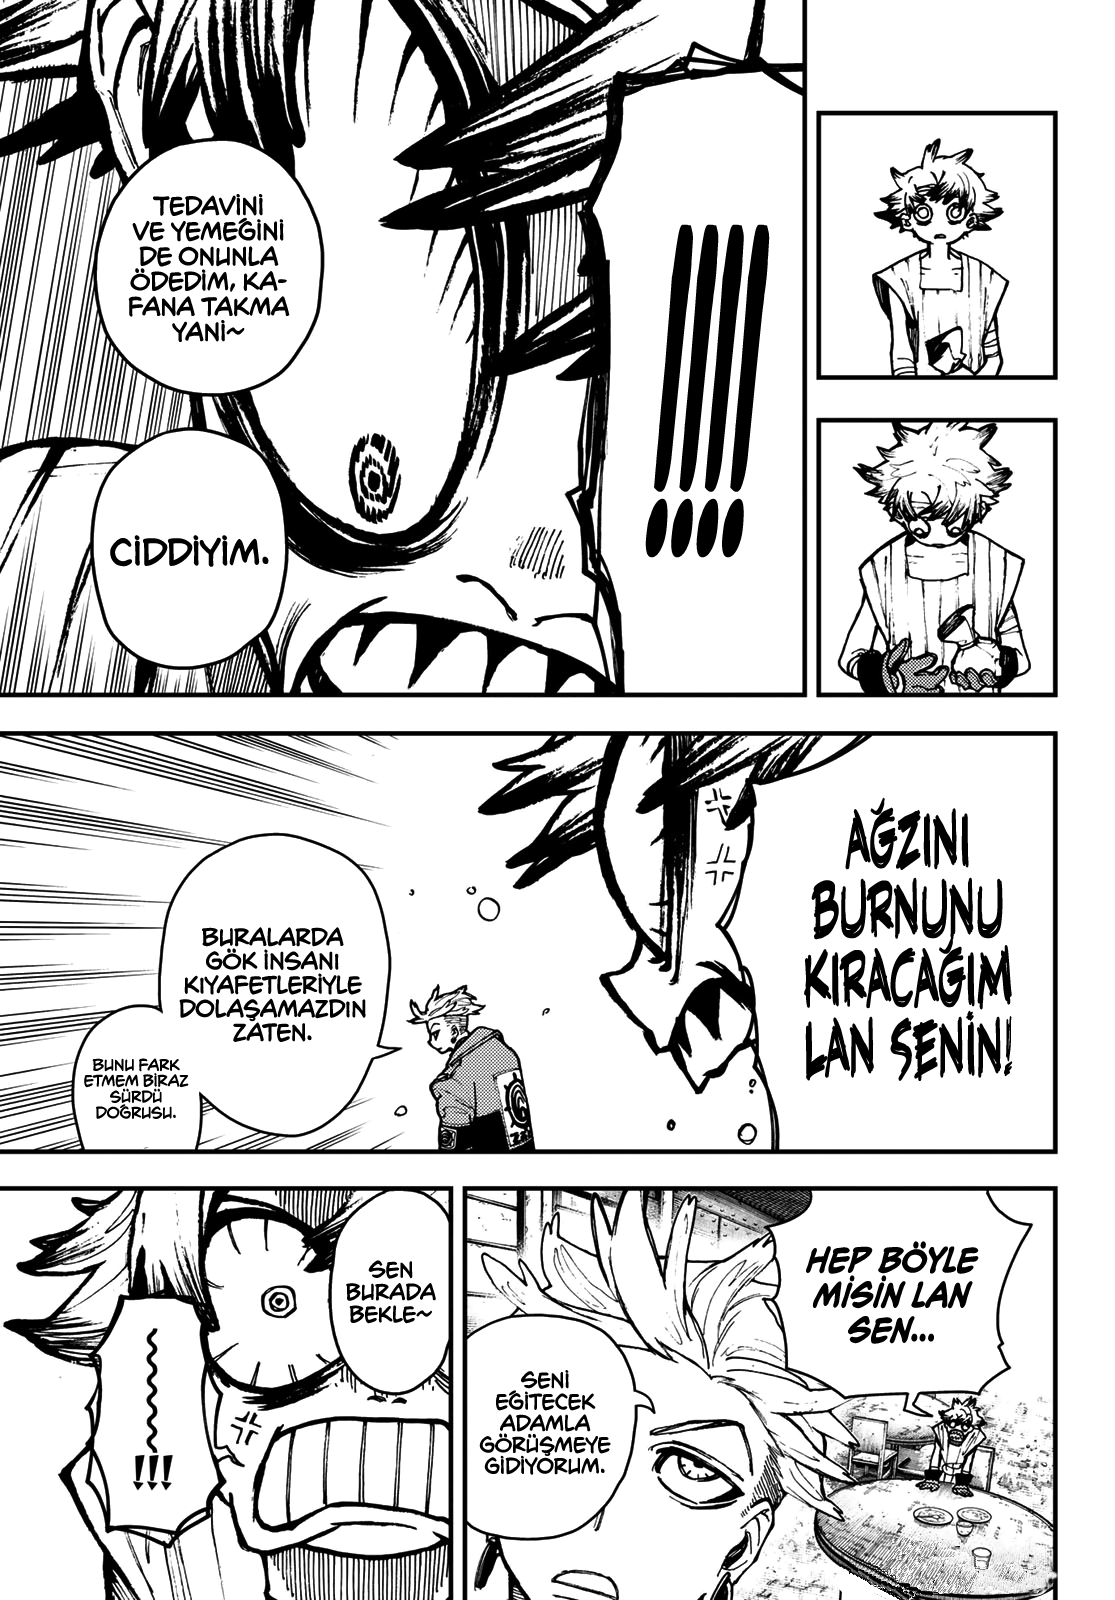 !!!!
TEDAVİNİ
VE YEMEĞİNİ
DE ONUNLA
ÖDEDİM, KA-
FANA TAKMA
YANİ~
CİDDİYİM.
AĞZINI
BURNUNU
KIRACAĞIM
LAN SENİN!
BURALARDA
GÖK İNSANI
KIYAFETLERİYLE
DOLAŞAMAZDIN
ZATEN.
BUNU FARK
ETMEM BİRAZ
SÜRDÜ
DOĞRUSU.
HEP BÖYLE
MİSİN LAN
SEN...
SENİ
EĞİTECEK
ADAMLA
GÖRÜŞMEYE
GİDİYORUM.
SEN
BURADA
BEKLE~
~!!!